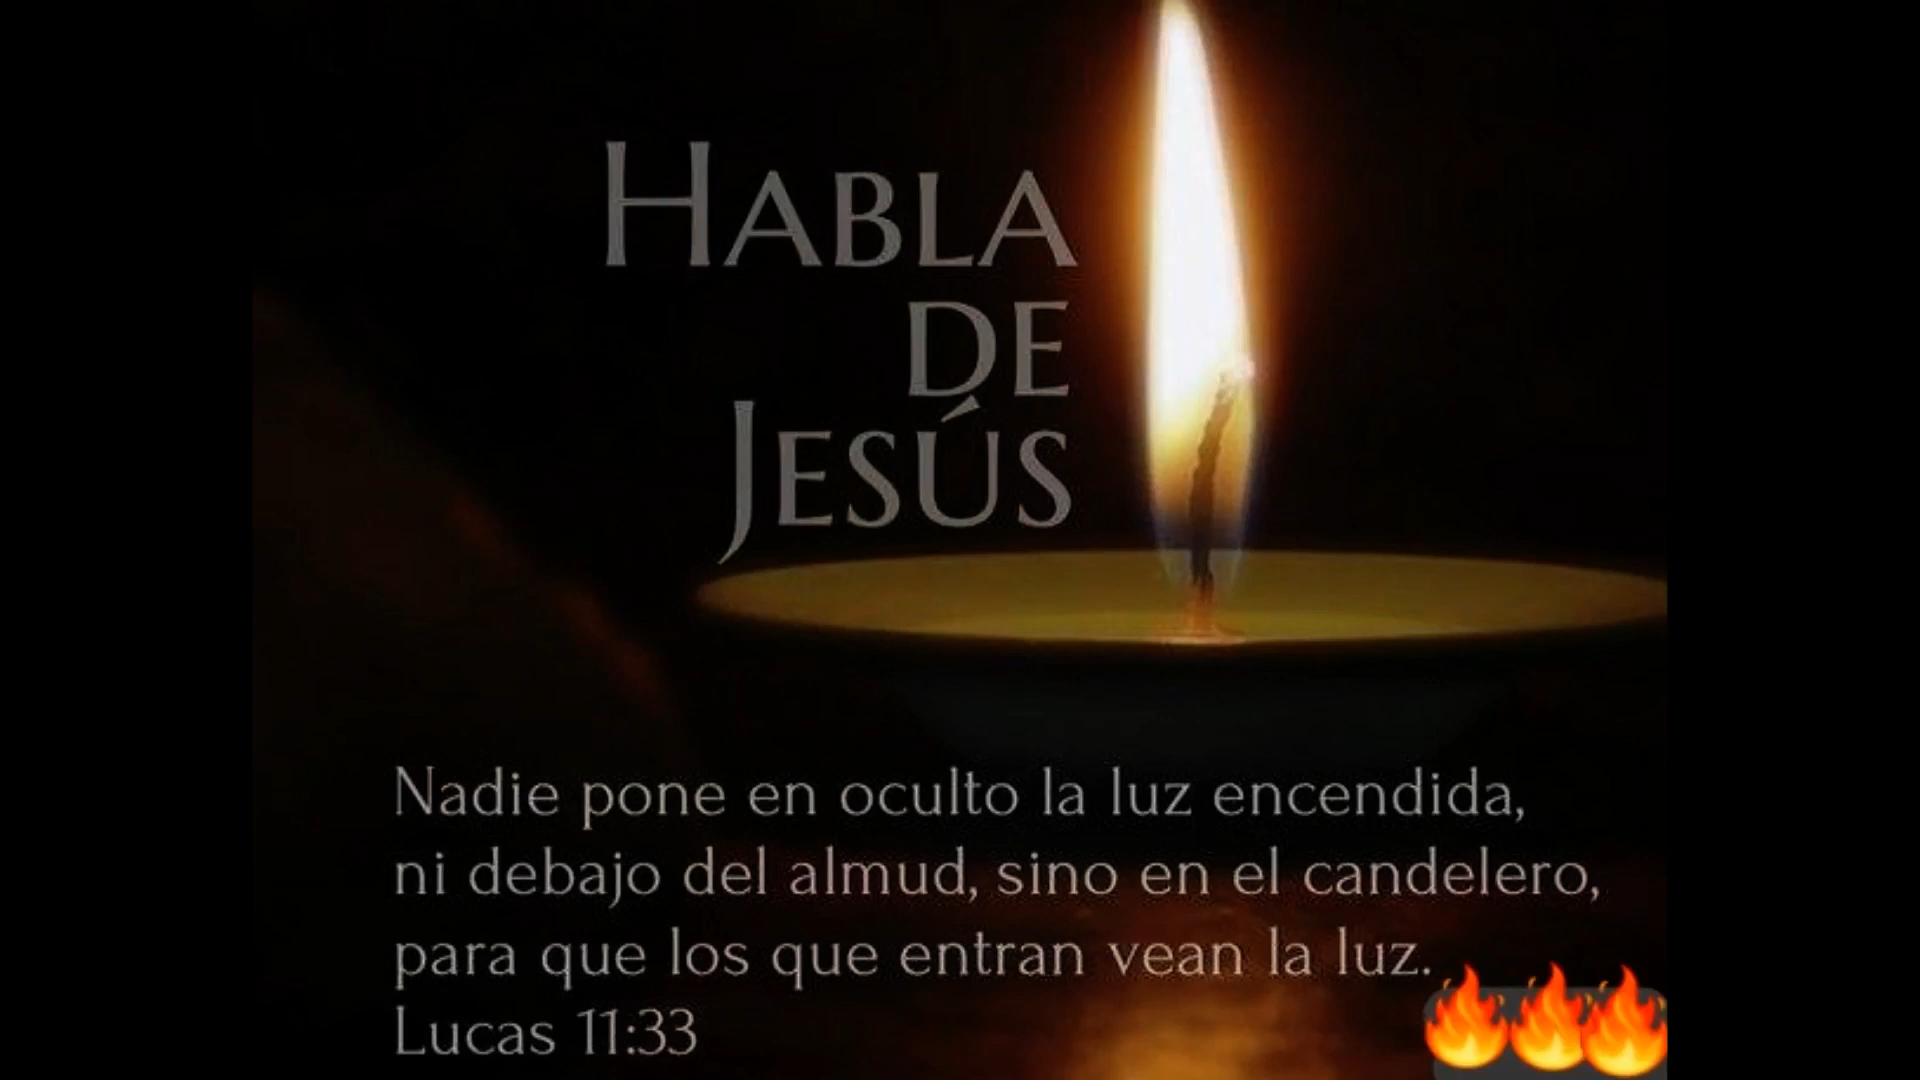 HABLA
DE
JESÚS
Nadie pone en oculto la luz encendida,
ni debajo del almud, sino en el candelero,
para que los que entran vean la luz.
Lucas 11:33